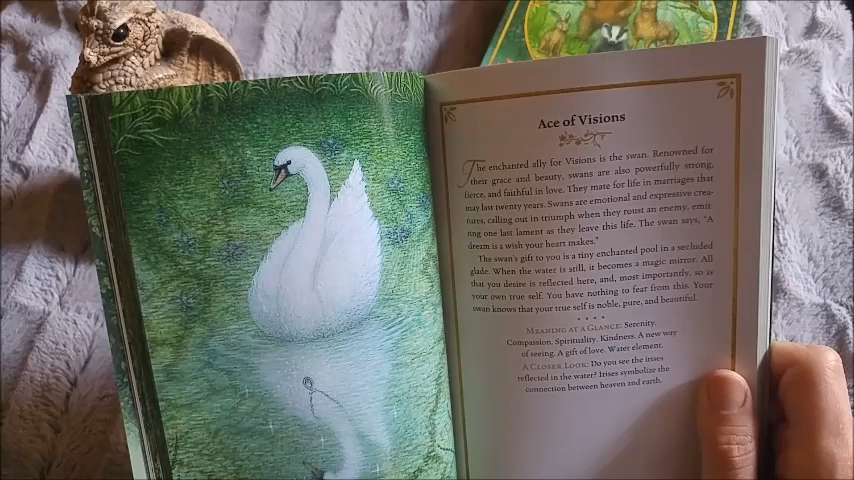 Ace of Visions
The enchanted ally for Visions is the swan. Renowned for
their grace and beauty, swans are also powerfully strong,
fierce, and faithful in love. They mate for life in marriages that
may last twenty years. Swans are emotional and expressive crea-
tures, calling out in triumph when they roust an enemy, emit-
ting one last lament as they leave this life. The swan says, "A
dream is a wish your heart makes."
The swan's gift to you is a tiny enchanted pool in a secluded
glade. When the water is still, it becomes a magic mirror. All
that you desire is reflected here, and, most importantly, so is
your own true self. You have nothing to fear from this. Your
swan knows that your true self is noble, pure, and beautiful.
Meaning at a Glance: Serenity.
Compassion. Spirituality. Kindness. A new way
of seeing. A gift of love. Water element.
A Closer Look: Do you see the irises
reflected in the water? Irises symbolize the
connection between heaven and earth.